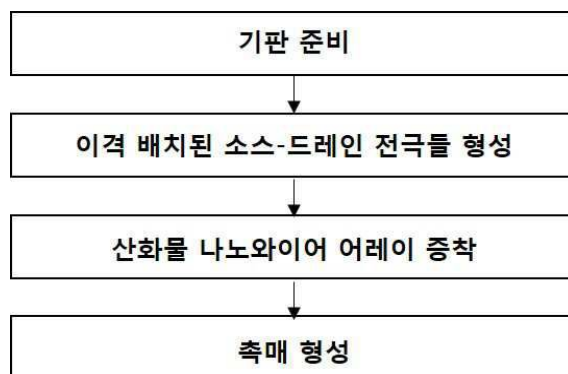 기판 준비
이격 배치된 소스-드레인 전극들 형성
산화물 나노와이어 어레이 증착
촉매 형성